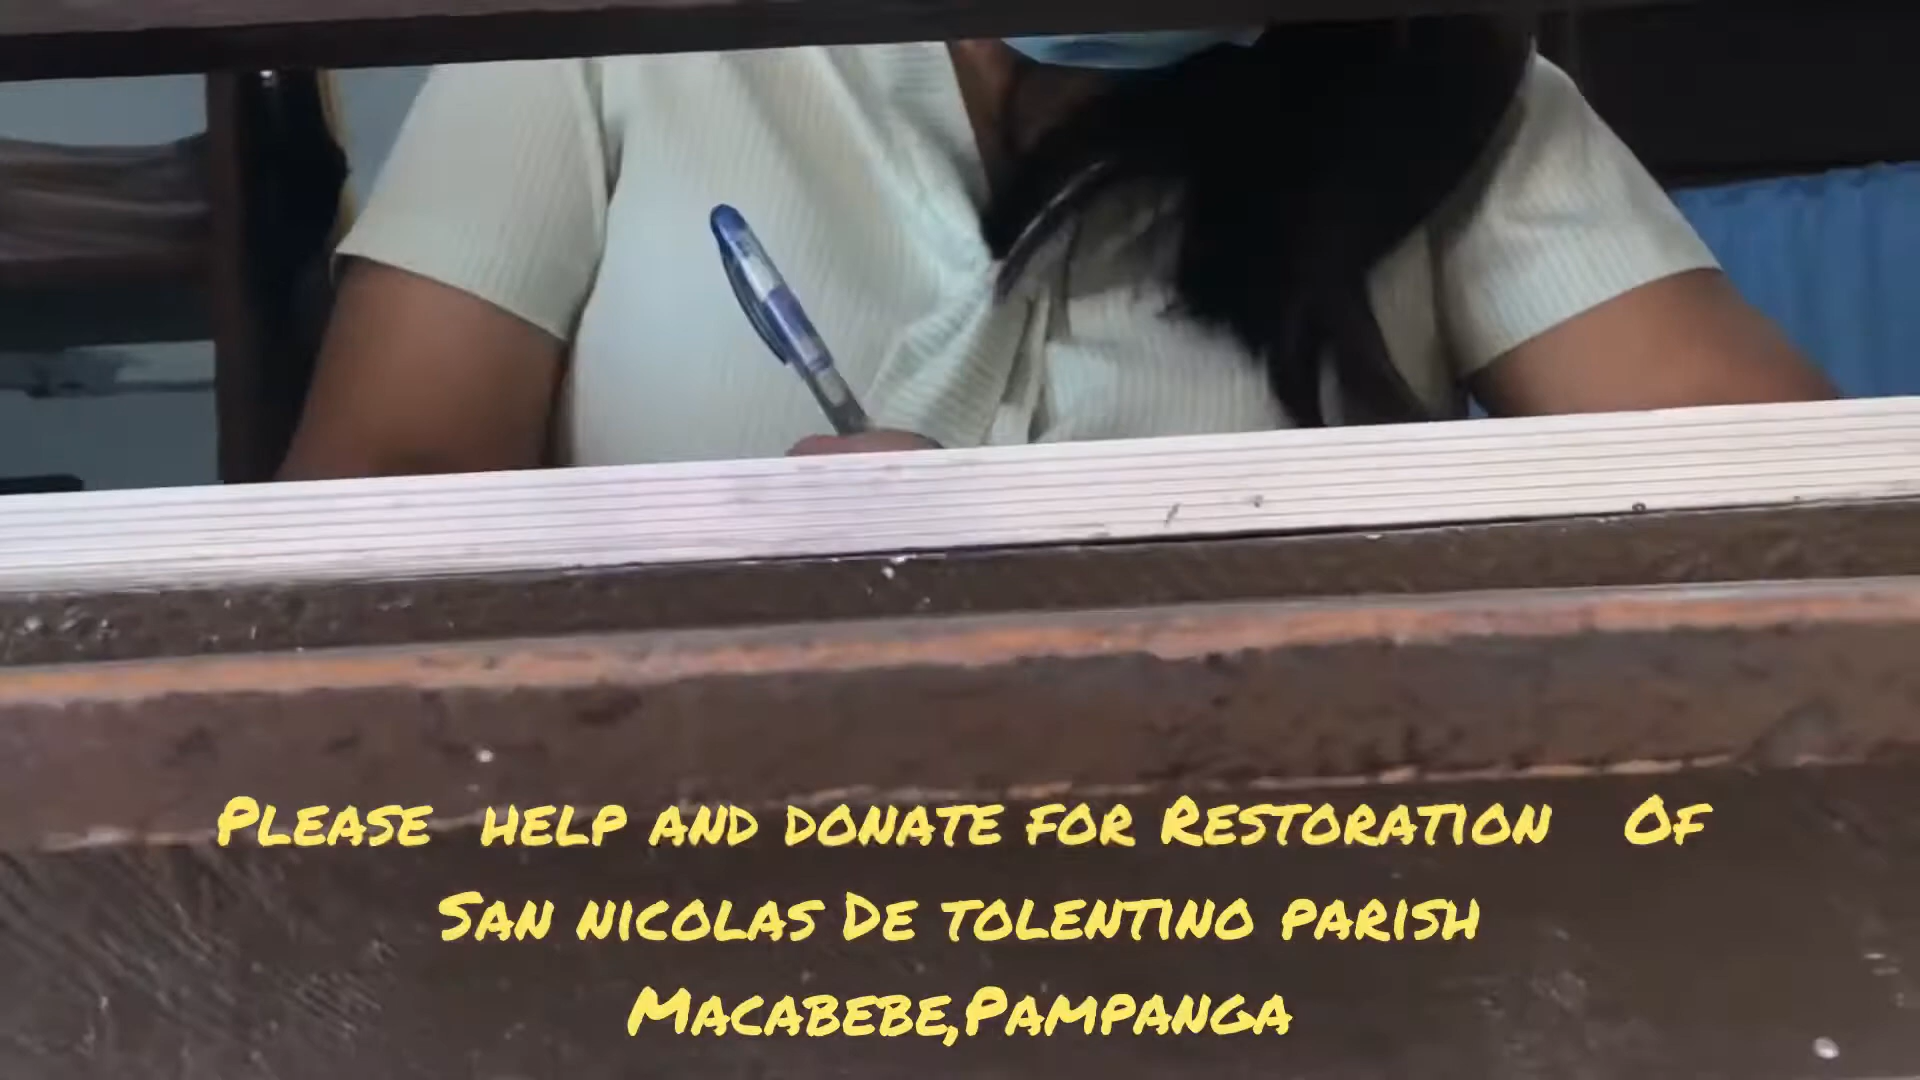 Please help and donate for Restoration Of
San nicolas De tolentino parish
Macabebe,Pampanga